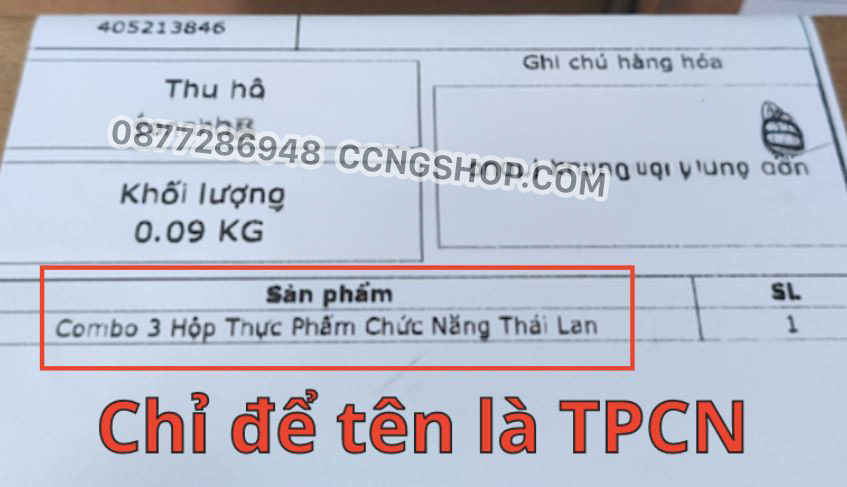 405213846
Ghi chú hàng hóa
Thu hộ
0877286948 CCNGSHOP.COM
Khối lượng
0.09 KG
Sản phẩm SL
Combo 3 Hộp Thực Phẩm Chức Năng Thái Lan 1
Chỉ để tên là TPCN